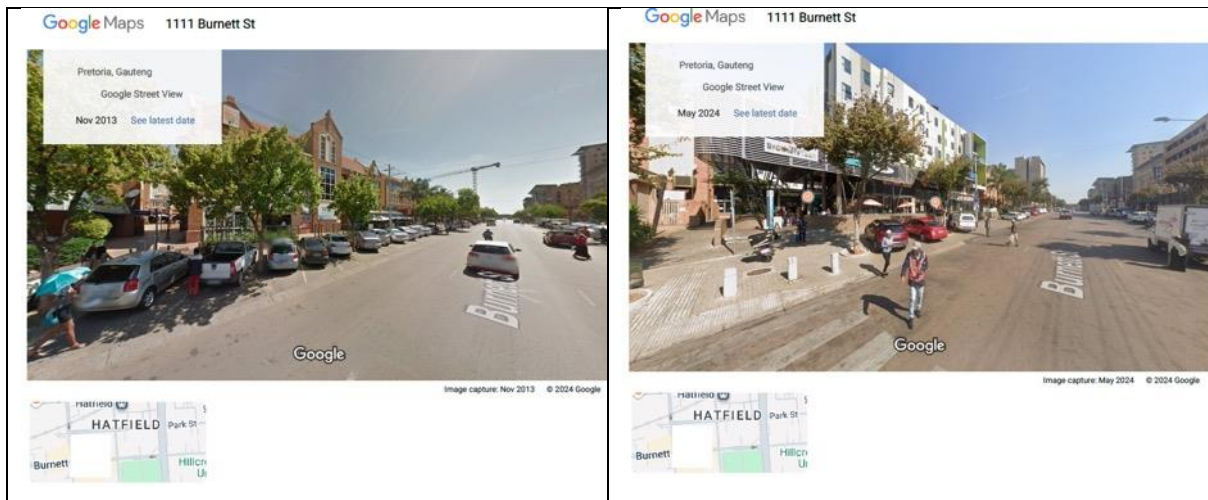 Google Maps 1111 Burnett St
Pretoria, Gauteng
Google Street View
Nov 2013 See latest date
Google
Image capture: Nov 2013 © 2024 Google
Hatfield
HATFIELD Park St
Burnett
Google Maps 1111 Burnett St
Pretoria, Gauteng
Google Street View
May 2024 See latest date
Burnett
Google
Image capture: May 2024 © 2024 Google
Hatfield
HATFIELD Park St
Burnett